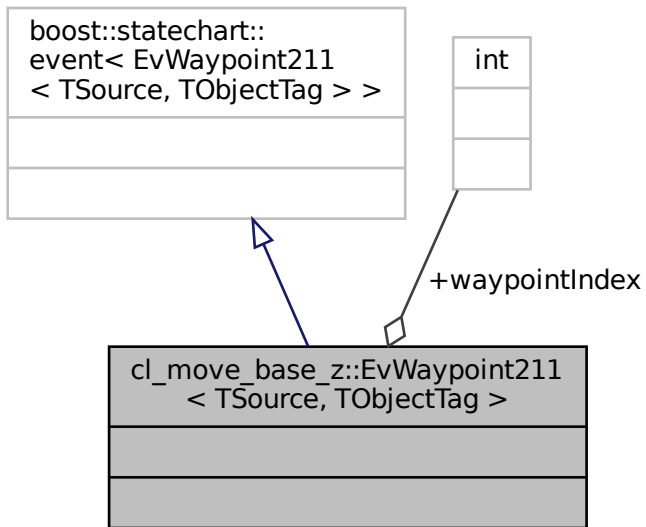 boost::statechart::
event< EvWaypoint211
< TSource, TObjectTag > >
int
+waypointIndex
cl_move_base_z::EvWaypoint211
< TSource, TObjectTag >